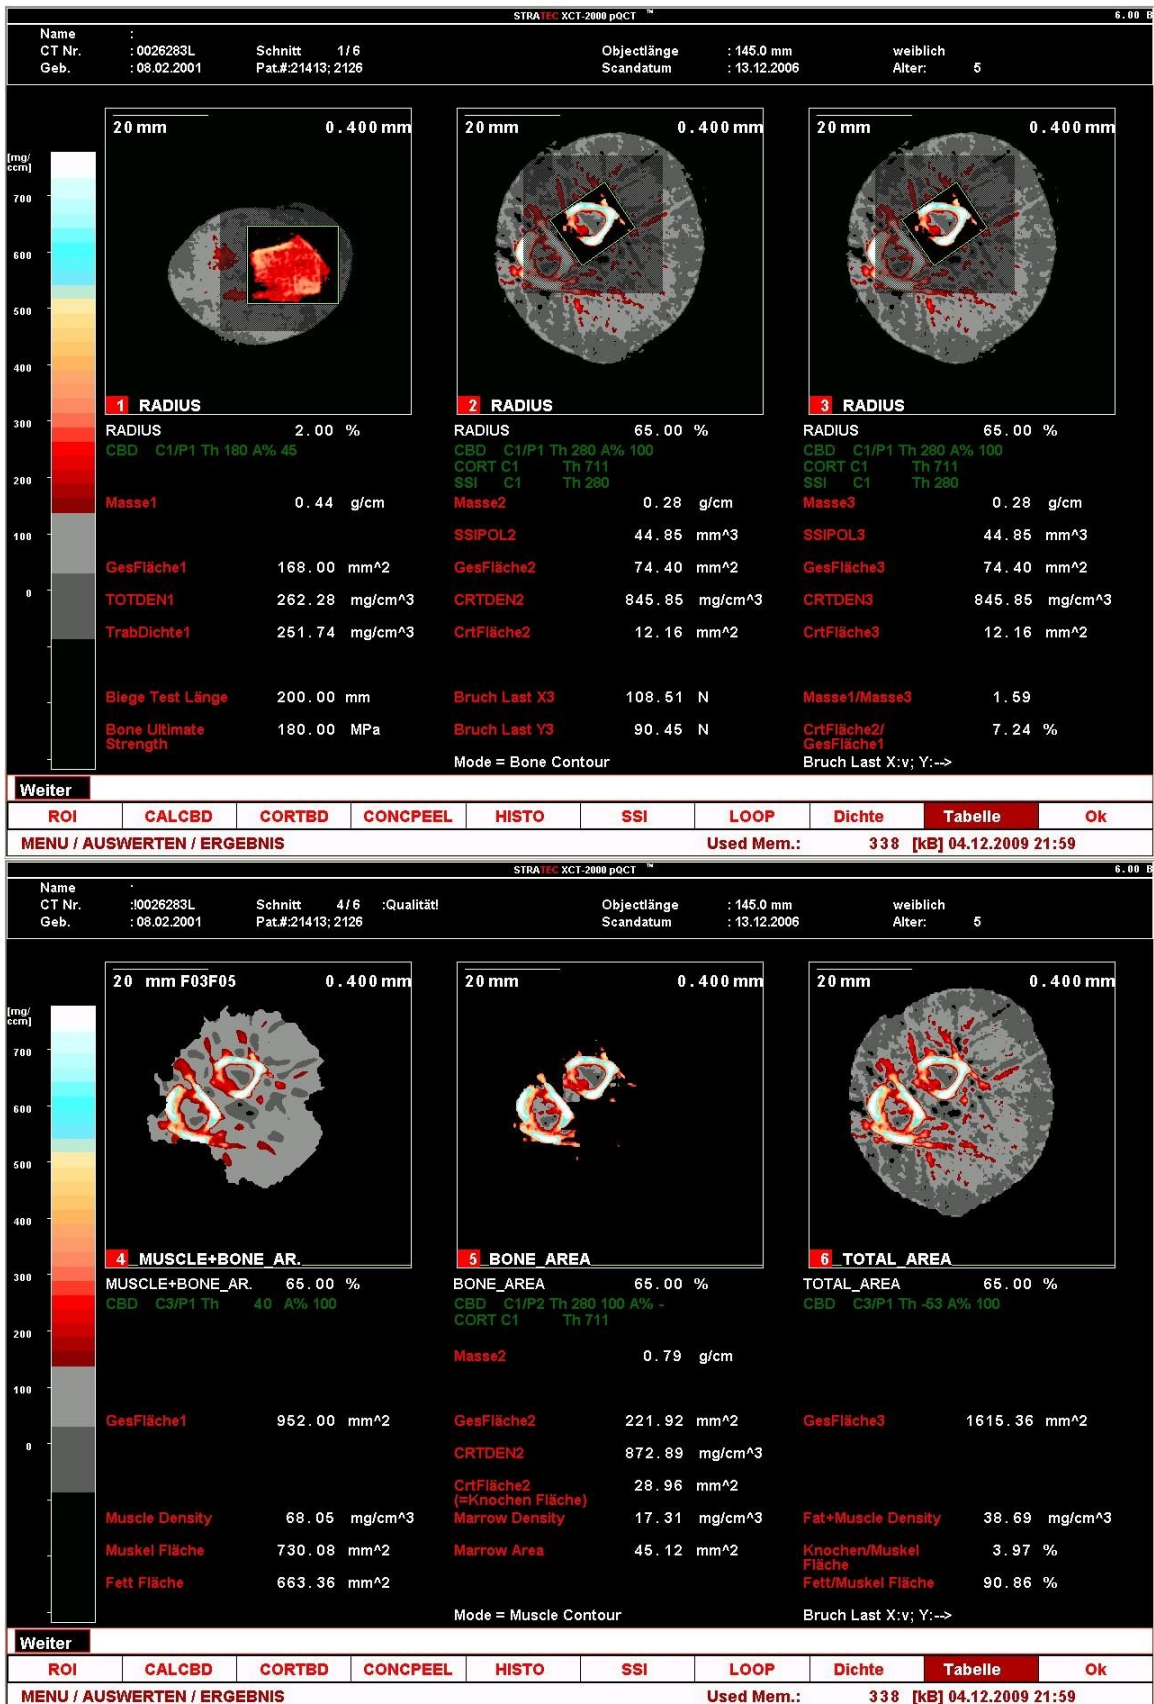 STRATEC XCT-2000 pQCT ™ 6.00 B
Name :
CT Nr. : 0026283L Schnitt 1/ 6 Objectlänge : 145.0 mm weiblich
Geb. : 08.02.2001 Pat.#:21413; 2126 Scandatum : 13.12.2006 Alter: 5
20 mm 0.400 mm 20 mm 0.400 mm 20 mm 0.400 mm
[mg/
ccm]
700
600
500
400
300
200
100
0
1 RADIUS 2 RADIUS 3 RADIUS
RADIUS 2.00 % RADIUS 65.00 % RADIUS 65.00 %
CBD C1/P1 Th 180 A% 45 CBD C1/P1 Th 280 A% 100 CBD C1/P1 Th 280 A% 100
CORT C1 Th 711 CORT C1 Th 711
SSI C1 Th 280 SSI C1 Th 280
Masse1 0.44 g/cm Masse2 0.28 g/cm Masse3 0.28 g/cm
SSIPOL2 44.85 mm^3 SSIPOL3 44.85 mm^3
GesFläche1 168.00 mm^2 GesFläche2 74.40 mm^2 GesFläche3 74.40 mm^2
TOTDEN1 262.28 mg/cm^3 CRTDEN2 845.85 mg/cm^3 CRTDEN3 845.85 mg/cm^3
TrabDichte1 251.74 mg/cm^3 CrtFläche2 12.16 mm^2 CrtFläche3 12.16 mm^2
Biege Test Länge 200.00 mm Bruch Last X3 108.51 N Masse1/Masse3 1.59
Bone Ultimate Strength 180.00 MPa Bruch Last Y3 90.45 N CrtFläche2/ GesFläche1 7.24 %
Mode = Bone Contour Bruch Last X:v; Y:-->
Weiter
ROI CALCBD CORTBD CONCPEEL HISTO SSI LOOP Dichte Tabelle Ok
MENU / AUSWERTEN / ERGEBNIS Used Mem.: 338 [kB] 04.12.2009 21:59
STRATEC XCT-2000 pQCT ™ 6.00 B
Name :
CT Nr. :!0026283L Schnitt 4/ 6 :Qualität! Objectlänge : 145.0 mm weiblich
Geb. : 08.02.2001 Pat.#:21413; 2126 Scandatum : 13.12.2006 Alter: 5
20 mm F03F05 0.400 mm 20 mm 0.400 mm 20 mm 0.400 mm
[mg/
ccm]
700
600
500
400
300
200
100
0
4 MUSCLE+BONE_AR. 5 BONE_AREA 6 TOTAL_AREA
MUSCLE+BONE_AR. 65.00 % BONE_AREA 65.00 % TOTAL_AREA 65.00 %
CBD C3/P1 Th 40 A% 100 CBD C1/P2 Th 280 100 A% - CBD C3/P1 Th -53 A% 100
CORT C1 Th 711
Masse2 0.79 g/cm
GesFläche1 952.00 mm^2 GesFläche2 221.92 mm^2 GesFläche3 1615.36 mm^2
CRTDEN2 872.89 mg/cm^3
CrtFläche2 28.96 mm^2
(=Knochen Fläche)
Muscle Density 68.05 mg/cm^3 Marrow Density 17.31 mg/cm^3 Fat+Muscle Density 38.69 mg/cm^3
Muskel Fläche 730.08 mm^2 Marrow Area 45.12 mm^2 Knochen/Muskel Fläche 3.97 %
Fett Fläche 663.36 mm^2 Fett/Muskel Fläche 90.86 %
Mode = Muscle Contour Bruch Last X:v; Y:-->
Weiter
ROI CALCBD CORTBD CONCPEEL HISTO SSI LOOP Dichte Tabelle Ok
MENU / AUSWERTEN / ERGEBNIS Used Mem.: 338 [kB] 04.12.2009 21:59